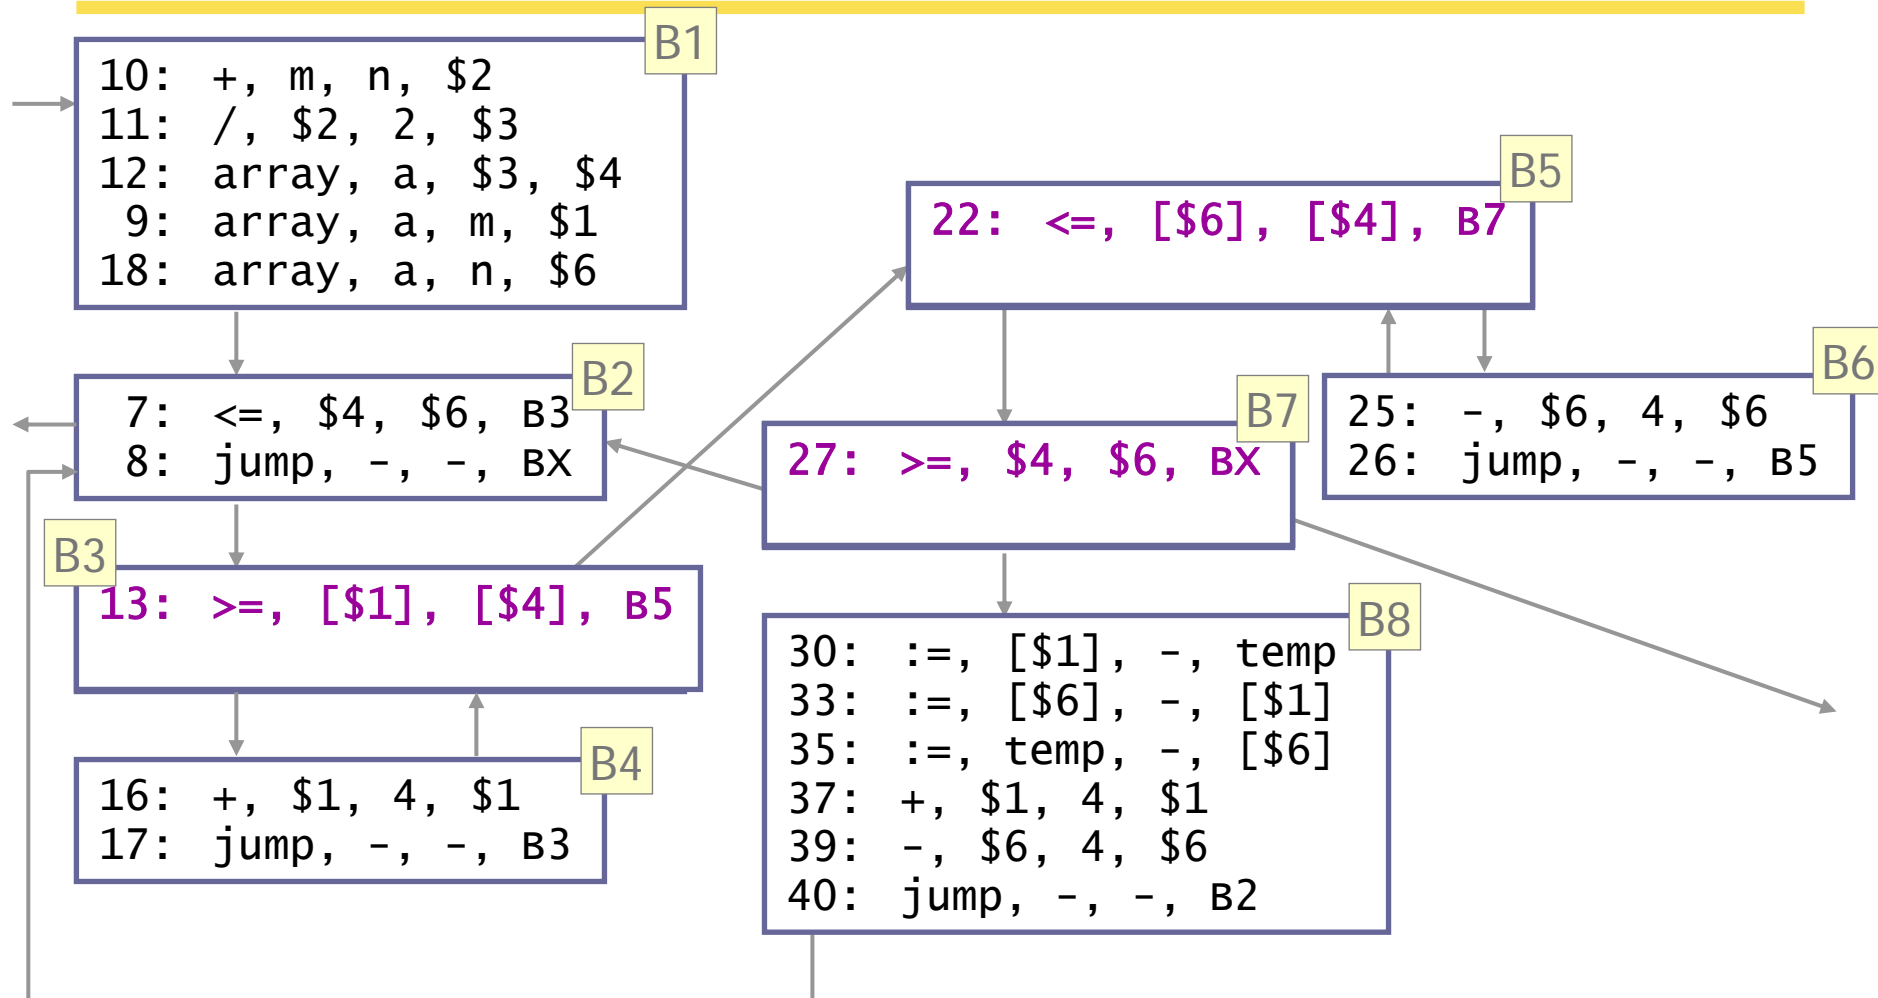 B1
10: +, m, n, $2
11: /, $2, 2, $3
12: array, a, $3, $4
9: array, a, m, $1
18: array, a, n, $6
B2
7: <=, $4, $6, B3
8: jump, -, -, BX
B3
13: >=, [$1], [$4], B5
B4
16: +, $1, 4, $1
17: jump, -, -, B3
B5
22: <=, [$6], [$4], B7
B6
25: -, $6, 4, $6
26: jump, -, -, B5
B7
27: >=, $4, $6, BX
B8
30: :=, [$1], -, temp
33: :=, [$6], -, [$1]
35: :=, temp, -, [$6]
37: +, $1, 4, $1
39: -, $6, 4, $6
40: jump, -, -, B2